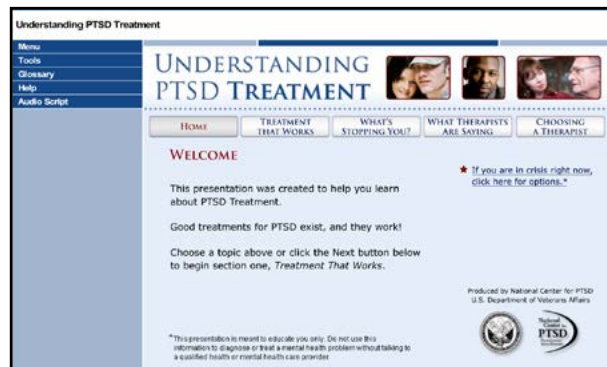 Understanding PTSD Treatment
Menu
Tools
Glossary
Help
Audio Script
UNDERSTANDING
PTSD TREATMENT
HOME
TREATMENT
THAT WORKS
WHAT'S
STOPPING YOU?
WHAT THERAPISTS
ARE SAYING
CHOOSING
A THERAPIST
WELCOME
This presentation was created to help you learn
about PTSD Treatment.
Good treatments for PTSD exist, and they work!
Choose a topic above or click the Next button below
to begin section one, Treatment That Works.
If you are in crisis right now,
click here for options.*
Produced by National Center for PTSD
U.S. Department of Veterans Affairs
National
Center for
PTSD
*This presentation is meant to educate you only. Do not use this
information to diagnose or treat a mental health problem without talking to
a qualified health or mental health care provider.